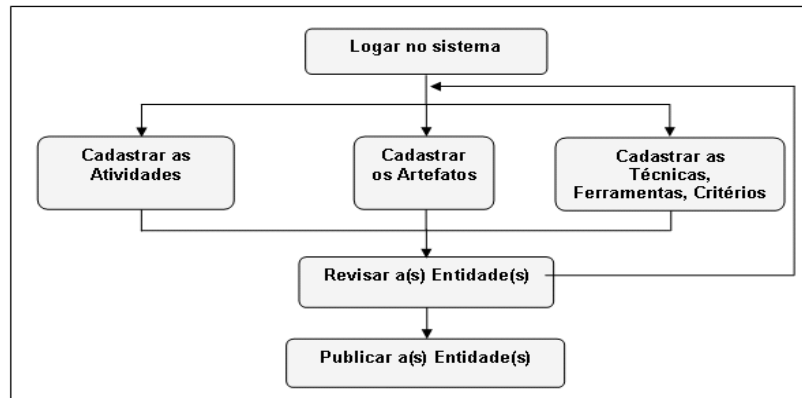 Logar no sistema
Cadastrar as
Atividades
Cadastrar
os Artefatos
Cadastrar as
Técnicas,
Ferramentas, Critérios
Revisar a(s) Entidade(s)
Publicar a(s) Entidade(s)